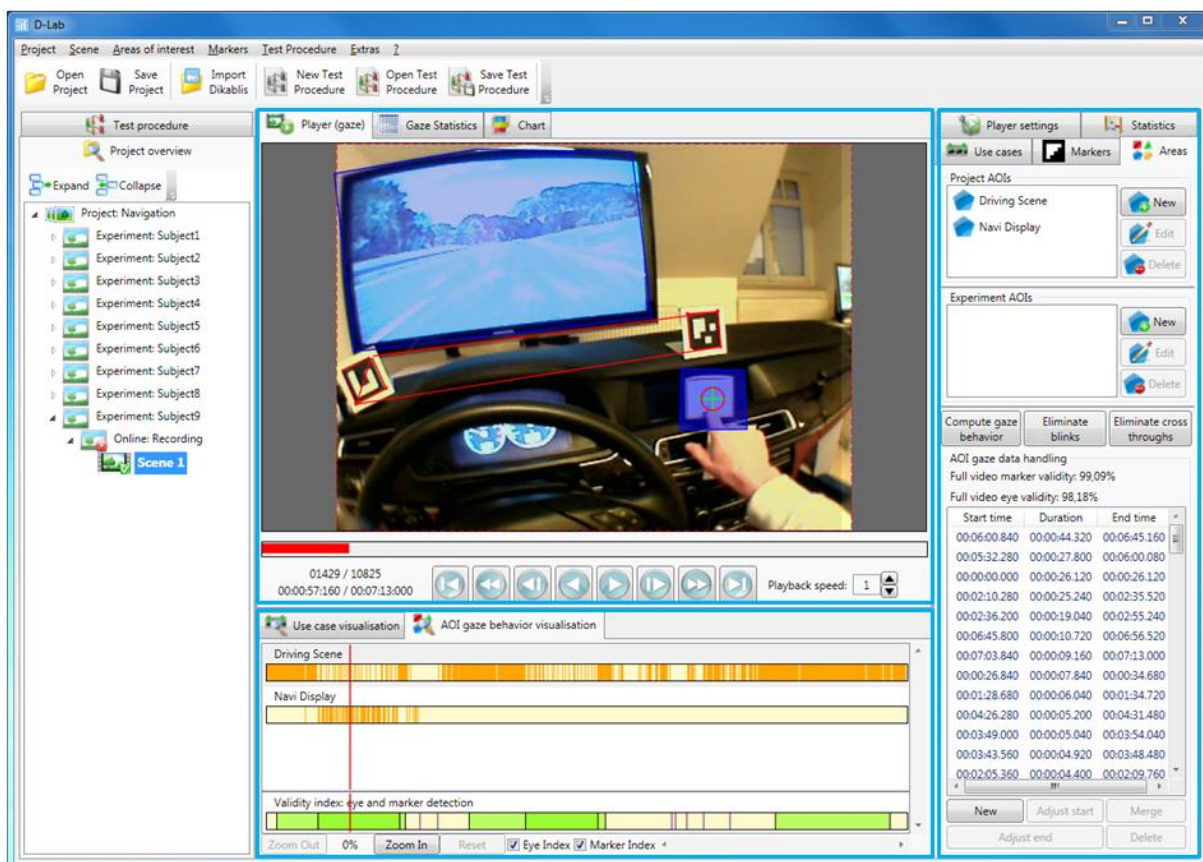 D-Lab
Project Scene Areas of interest Markers Test Procedure Extras ?
Open Project
Save Project
Import Dikablis
New Test Procedure
Open Test Procedure
Save Test Procedure
Test procedure
Project overview
Expand Collapse
Project: Navigation
Experiment: Subject1
Experiment: Subject2
Experiment: Subject3
Experiment: Subject4
Experiment: Subject5
Experiment: Subject6
Experiment: Subject7
Experiment: Subject8
Experiment: Subject9
Online: Recording
Scene 1
Player (gaze) Gaze Statistics Chart
01429 / 10825
00:00:57:160 / 00:07:13:000
Playback speed: 1
Use case visualisation AOI gaze behavior visualisation
Driving Scene
Navi Display
Validity index: eye and marker detection
Zoom Out 0% Zoom In Reset Eye Index Marker Index
Player settings Statistics
Use cases Markers Areas
Project AOIs
Driving Scene
Navi Display
New
Edit
Delete
Experiment AOIs
New
Edit
Delete
Compute gaze behavior
Eliminate blinks
Eliminate cross throughs
AOI gaze data handling
Full video marker validity: 99,09%
Full video eye validity: 98,18%
Start time Duration End time
00:06:00.840 00:00:44.320 00:06:45.160
00:05:32.280 00:00:27.800 00:06:00.080
00:00:00.000 00:00:26.120 00:00:26.120
00:02:10.280 00:00:25.240 00:02:35.520
00:02:36.200 00:00:19.040 00:02:55.240
00:06:45.800 00:00:10.720 00:06:56.520
00:07:03.840 00:00:09.160 00:07:13.000
00:00:26.840 00:00:07.840 00:00:34.680
00:01:28.680 00:00:06.040 00:01:34.720
00:04:26.280 00:00:05.200 00:04:31.480
00:03:49.000 00:00:05.040 00:03:54.040
00:03:43.560 00:00:04.920 00:03:48.480
00:02:05.360 00:00:04.400 00:02:09.760
New Adjust start Merge
Adjust end Delete